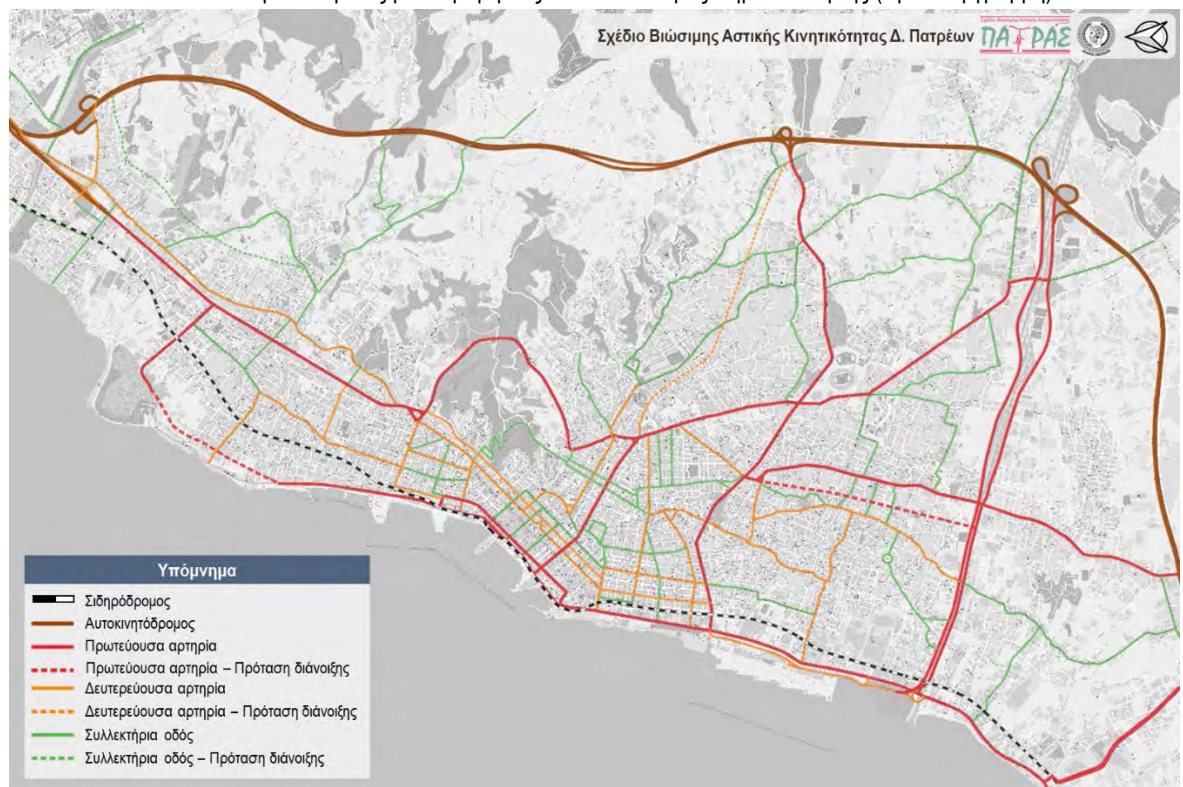 Σχέδιο Βιώσιμης Αστικής Κινητικότητας Δ. Πατρέων
ΠΑΤΡΑΣ
Υπόμνημα
Σιδηρόδρομος
Αυτοκινητόδρομος
Πρωτεύουσα αρτηρία
Πρωτεύουσα αρτηρία – Πρόταση διάνοιξης
Δευτερεύουσα αρτηρία
Δευτερεύουσα αρτηρία – Πρόταση διάνοιξης
Συλλεκτήρια οδός
Συλλεκτήρια οδός – Πρόταση διάνοιξης